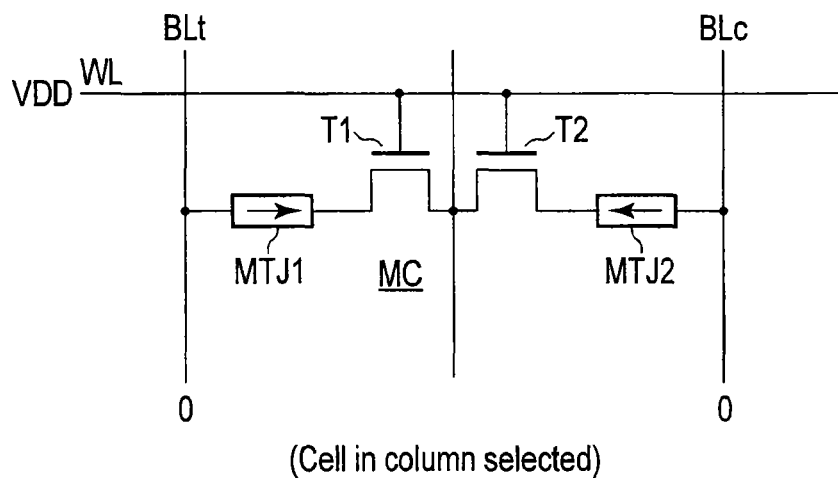 BLt BLc
WL
VDD
T1 T2
MTJ1 MC MTJ2
0 0
(Cell in column selected)